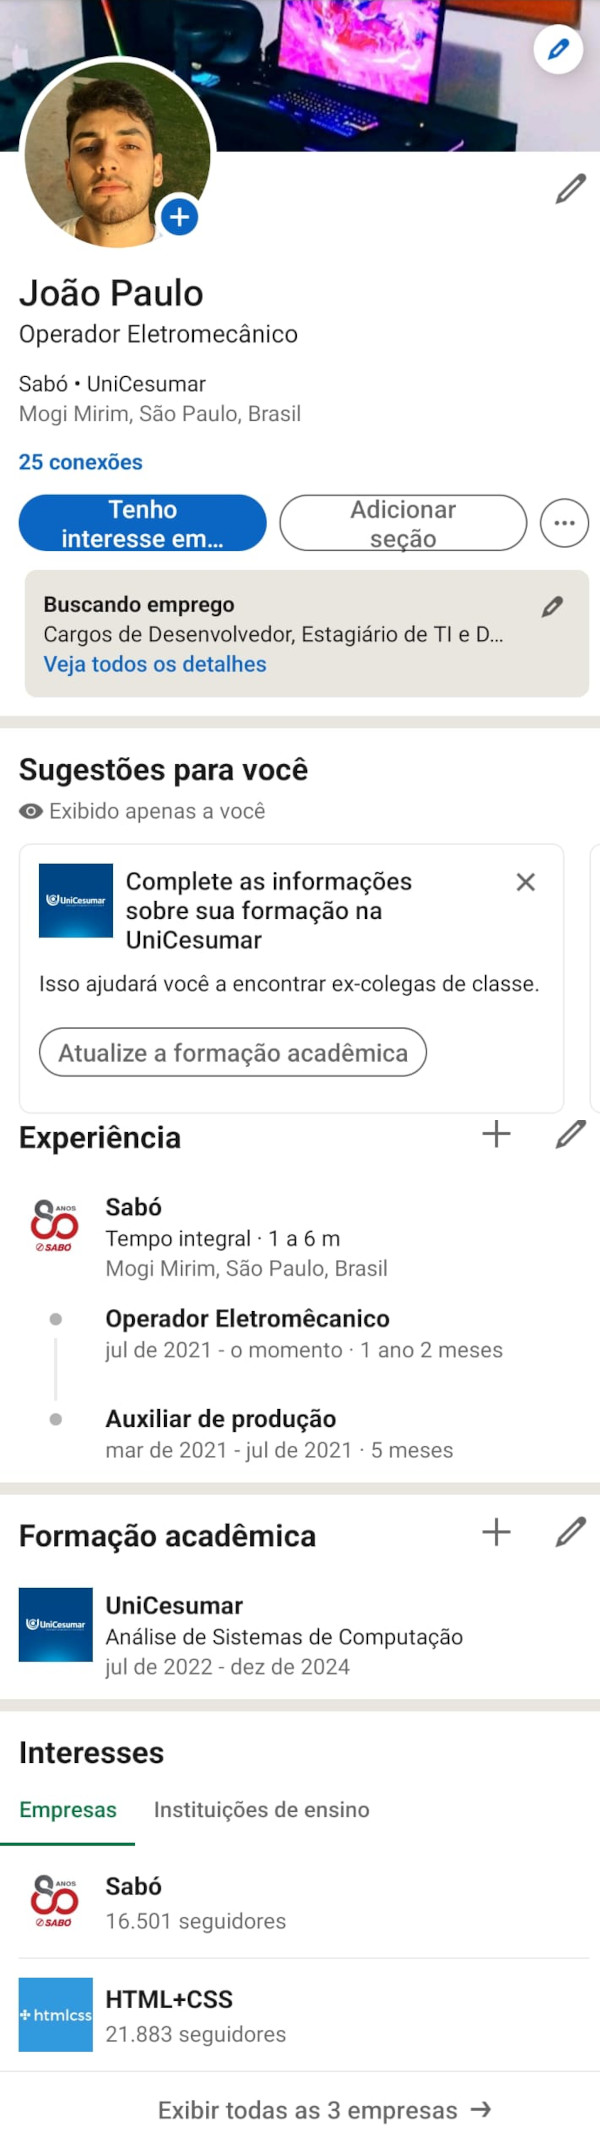 João Paulo
Operador Eletromecânico
Sabó • UniCesumar
Mogi Mirim, São Paulo, Brasil
25 conexões
Tenho
interesse em...
Adicionar
seção
Buscando emprego
Cargos de Desenvolvedor, Estagiário de TI e D...
Veja todos os detalhes
Sugestões para você
Exibido apenas a você
UniCesumar
Complete as informações
sobre sua formação na
UniCesumar
Isso ajudará você a encontrar ex-colegas de classe.
Atualize a formação acadêmica
Experiência
80 ANOS
SABÓ
Sabó
Tempo integral · 1 a 6 m
Mogi Mirim, São Paulo, Brasil
Operador Eletromêcanico
jul de 2021 - o momento · 1 ano 2 meses
Auxiliar de produção
mar de 2021 - jul de 2021 · 5 meses
Formação acadêmica
UniCesumar
UniCesumar
Análise de Sistemas de Computação
jul de 2022 - dez de 2024
Interesses
Empresas Instituições de ensino
80 ANOS
SABÓ
Sabó
16.501 seguidores
htmlcss
HTML+CSS
21.883 seguidores
Exibir todas as 3 empresas →